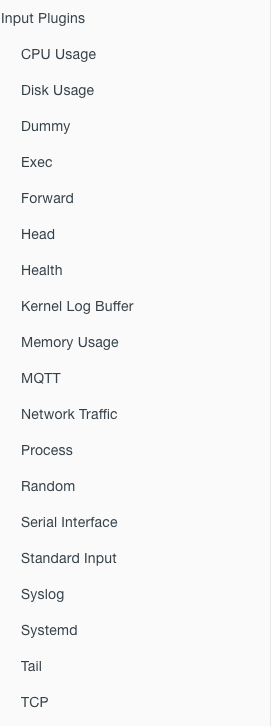 Input Plugins
CPU Usage
Disk Usage
Dummy
Exec
Forward
Head
Health
Kernel Log Buffer
Memory Usage
MQTT
Network Traffic
Process
Random
Serial Interface
Standard Input
Syslog
Systemd
Tail
TCP